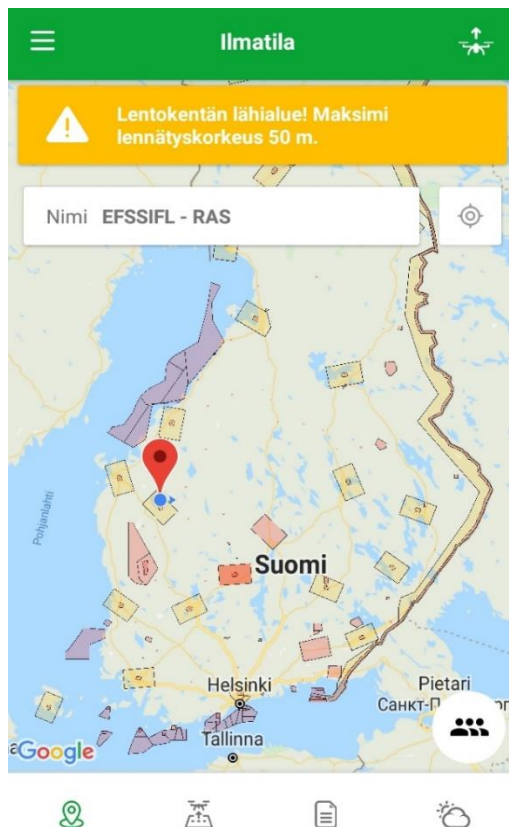 Ilmatila
Lentokentän lähialue! Maksimi
lennätyskorkeus 50 m.
Nimi EFSSIFL - RAS
Pohjanlahti
Suomi
Helsinki
Pietari
Санкт-П
Tallinna
Google